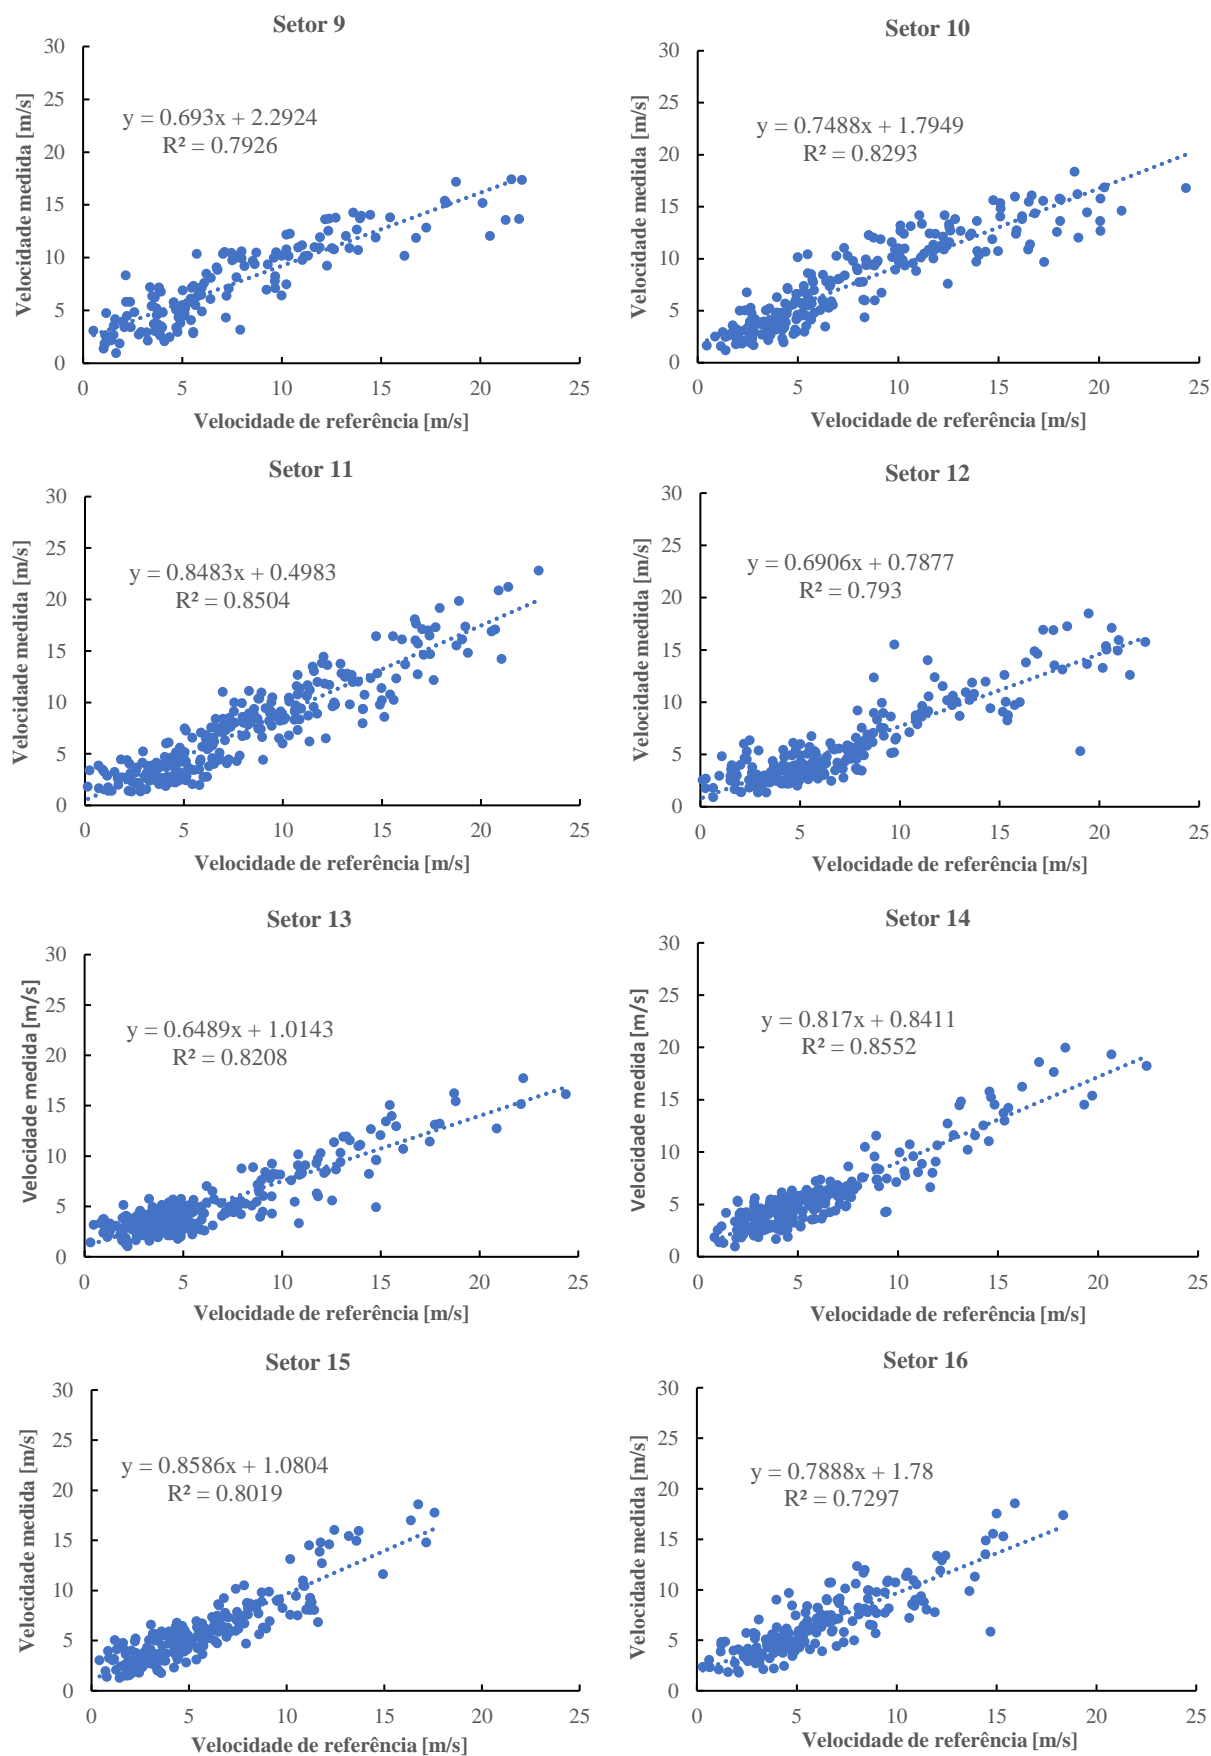 Setor 9
30
25
20
15
10
5
0
Velocidade medida [m/s]
y = 0.693x + 2.2924
R² = 0.7926
0 5 10 15 20 25
Velocidade de referência [m/s]
Setor 10
30
25
20
15
10
5
0
Velocidade medida [m/s]
y = 0.7488x + 1.7949
R² = 0.8293
0 5 10 15 20 25
Velocidade de referência [m/s]
Setor 11
30
25
20
15
10
5
0
Velocidade medida [m/s]
y = 0.8483x + 0.4983
R² = 0.8504
0 5 10 15 20 25
Velocidade de referência [m/s]
Setor 12
30
25
20
15
10
5
0
Velocidade medida [m/s]
y = 0.6906x + 0.7877
R² = 0.793
0 5 10 15 20 25
Velocidade de referência [m/s]
Setor 13
30
25
20
15
10
5
0
Velocidade medida [m/s]
y = 0.6489x + 1.0143
R² = 0.8208
0 5 10 15 20 25
Velocidade de referência [m/s]
Setor 14
30
25
20
15
10
5
0
Velocidade medida [m/s]
y = 0.817x + 0.8411
R² = 0.8552
0 5 10 15 20 25
Velocidade de referência [m/s]
Setor 15
30
25
20
15
10
5
0
Velocidade medida [m/s]
y = 0.8586x + 1.0804
R² = 0.8019
0 5 10 15 20 25
Velocidade de referência [m/s]
Setor 16
30
25
20
15
10
5
0
Velocidade medida [m/s]
y = 0.7888x + 1.78
R² = 0.7297
0 5 10 15 20 25
Velocidade de referência [m/s]